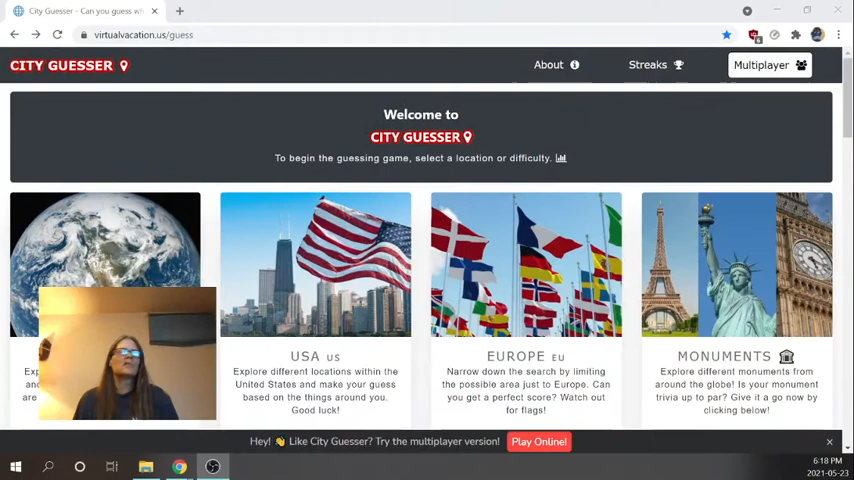 City Guesser - Can you guess wh
virtualvacation.us/guess
6
CITY GUESSER
About
Streaks
Multiplayer
Welcome to
CITY GUESSER
To begin the guessing game, select a location or difficulty.
USA US
Explore different locations within the
United States and make your guess
based on the things around you.
Good luck!
EUROPE EU
Narrow down the search by limiting
the possible area just to Europe. Can
you get a perfect score? Watch out
for flags!
MONUMENTS
Explore different monuments from
around the globe! Is your monument
trivia up to par? Give it a go now by
clicking below!
Hey! 👋 Like City Guesser? Try the multiplayer version!
Play Online!
6:18 PM
2021-05-23